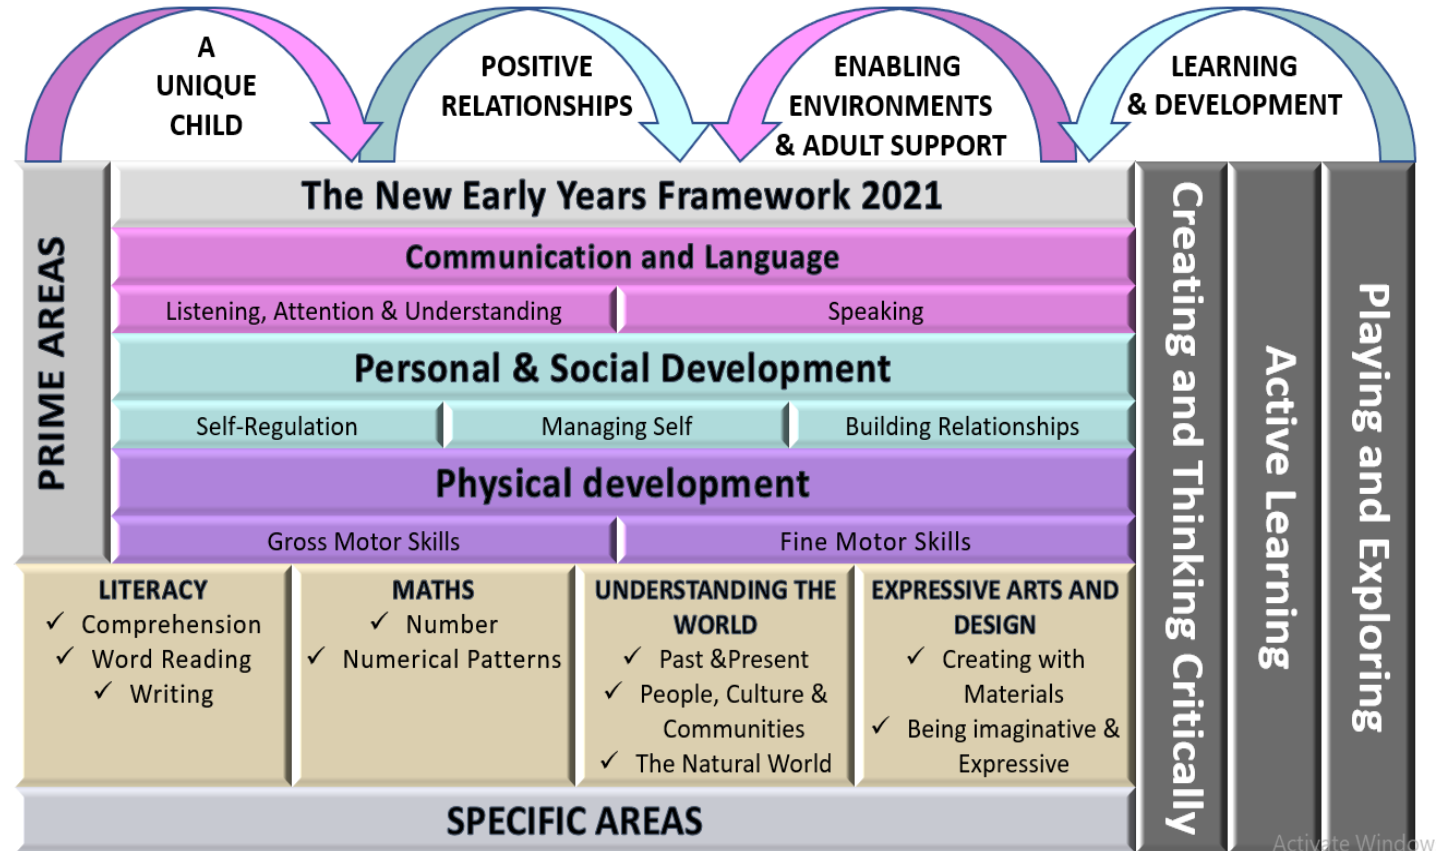 A
UNIQUE
CHILD
POSITIVE
RELATIONSHIPS
ENABLING
ENVIRONMENTS
& ADULT SUPPORT
LEARNING
& DEVELOPMENT
PRIME AREAS
The New Early Years Framework 2021
Communication and Language
Listening, Attention & Understanding
Speaking
Personal & Social Development
Self-Regulation
Managing Self
Building Relationships
Physical development
Gross Motor Skills
Fine Motor Skills
LITERACY
✓ Comprehension
✓ Word Reading
✓ Writing
MATHS
✓ Number
✓ Numerical Patterns
UNDERSTANDING THE
WORLD
✓ Past &Present
✓ People, Culture &
Communities
✓ The Natural World
EXPRESSIVE ARTS AND
DESIGN
✓ Creating with
Materials
✓ Being imaginative &
Expressive
SPECIFIC AREAS
Creating and Thinking Critically
Active Learning
Playing and Exploring
Activate Window